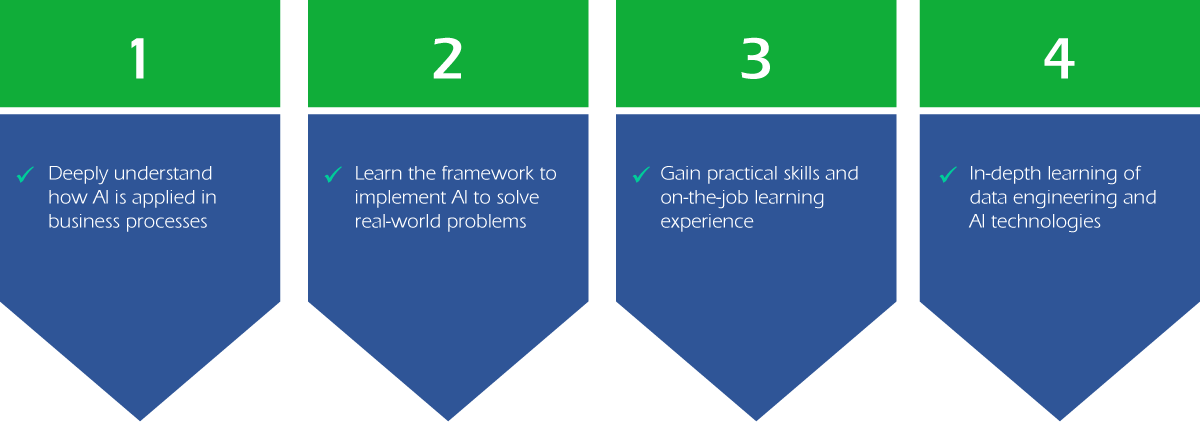 1
Deeply understand
how AI is applied in
business processes
2
Learn the framework to
implement AI to solve
real-world problems
3
Gain practical skills and
on-the-job learning
experience
4
In-depth learning of
data engineering and
AI technologies